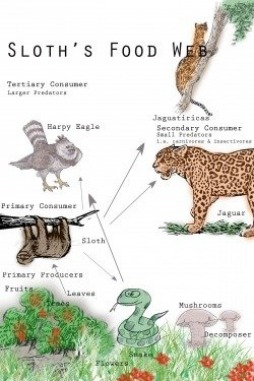 SLOTH'S FOOD WEB
Tertiary Consumer
Larger Predators
Jagustiricas
Secondary Consumer
Small Predators
i.e. carnivores & Insectivores
Harpy Eagle
Primary Consumer
Jaguar
Sloth
Primary Producers
Fruits
Leaves
Trees
Mushrooms
Decomposer
Snake
Flowers